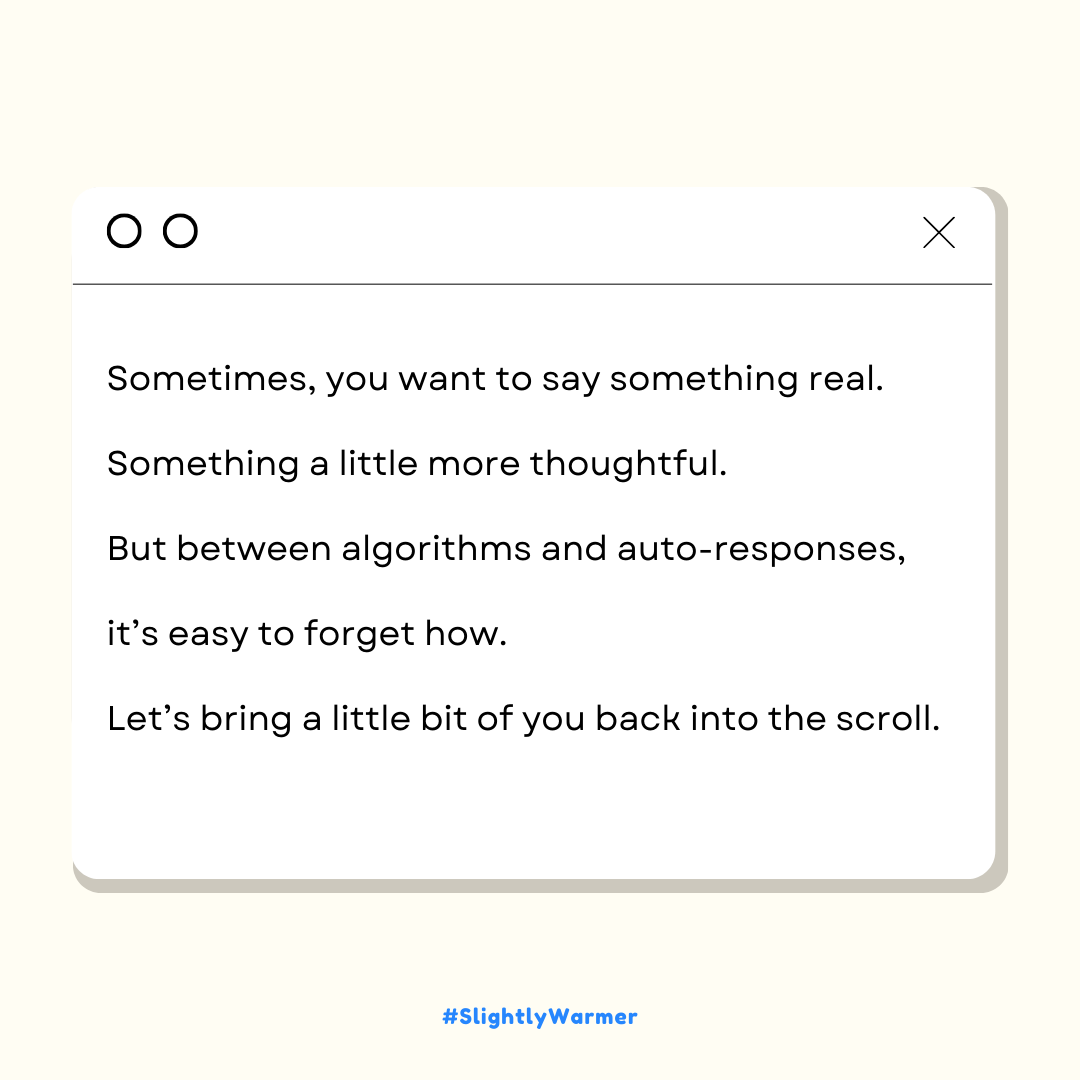 Sometimes, you want to say something real.
Something a little more thoughtful.
But between algorithms and auto-responses,
it’s easy to forget how.
Let’s bring a little bit of you back into the scroll.
#SlightlyWarmer